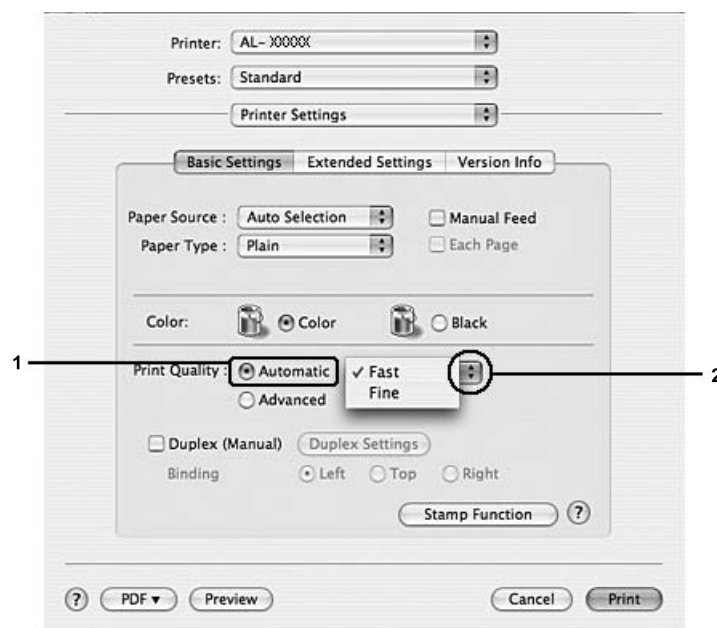 Printer: AL- XXXXX
Presets: Standard
Printer Settings
Basic Settings Extended Settings Version Info
Paper Source : Auto Selection Manual Feed
Paper Type : Plain Each Page
Color: Color Black
1 Print Quality : Automatic ✓ Fast 2
Fine
Advanced
Duplex (Manual) Duplex Settings
Binding Left Top Right
Stamp Function ?
? PDF ▼ Preview Cancel Print